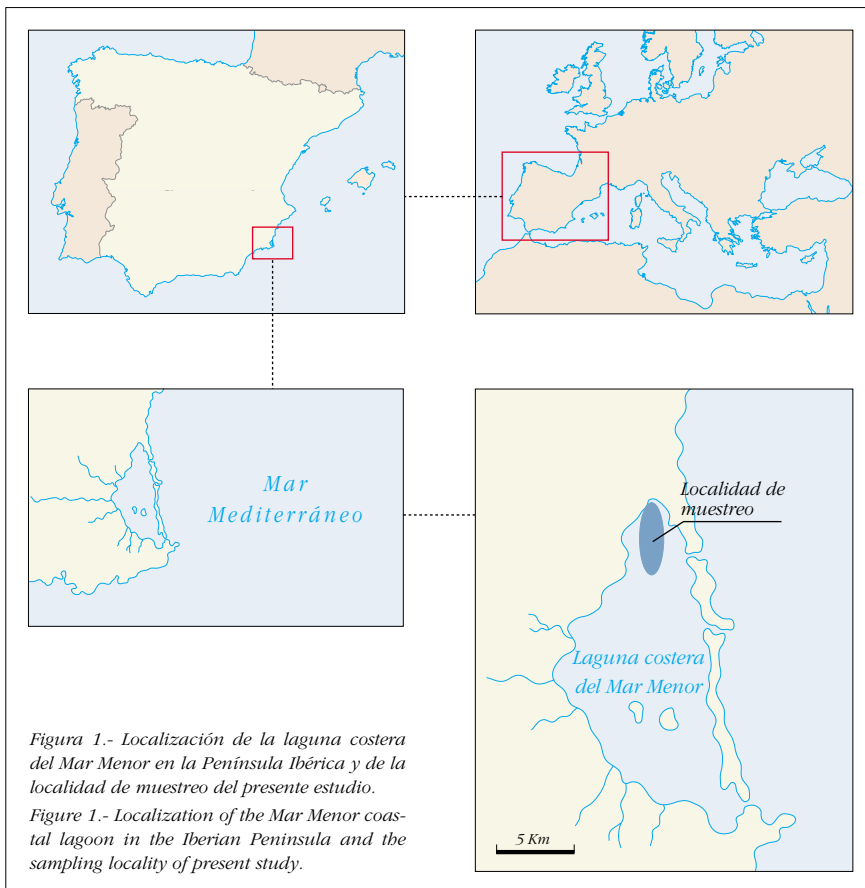 Mar
Mediterráneo
Localidad de
muestreo
Laguna costera
del Mar Menor
5 Km
Figura 1.- Localización de la laguna costera
del Mar Menor en la Península Ibérica y de la
localidad de muestreo del presente estudio.
Figure 1.- Localization of the Mar Menor coas-
tal lagoon in the Iberian Peninsula and the
sampling locality of present study.